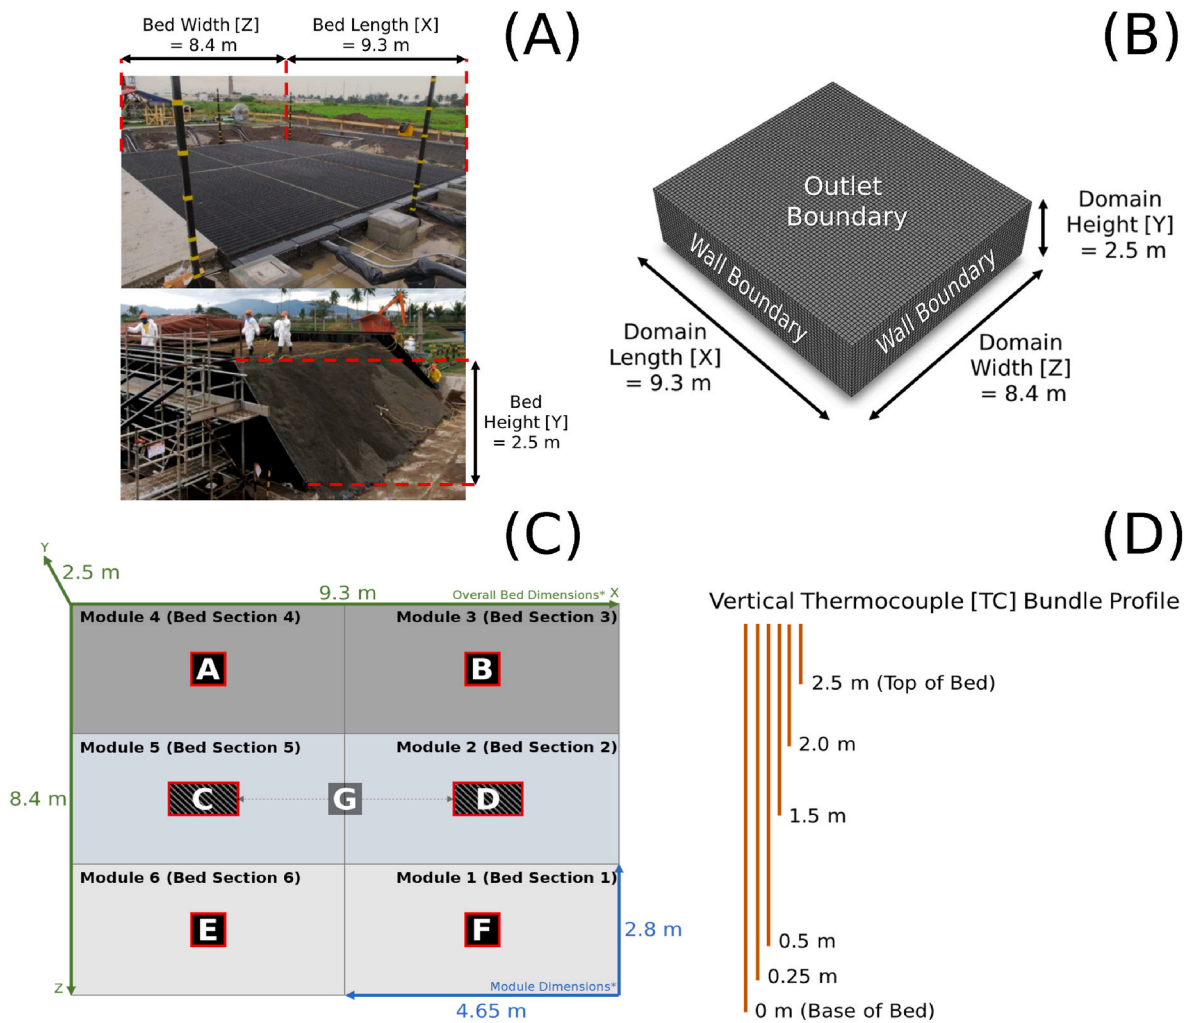 (A)
Bed Width [Z]
= 8.4 m
Bed Length [X]
= 9.3 m
Bed
Height [Y]
= 2.5 m
(B)
Outlet
Boundary
Wall Boundary
Wall Boundary
Domain
Height [Y]
= 2.5 m
Domain
Length [X]
= 9.3 m
Domain
Width [Z]
= 8.4 m
(C)
Y
2.5 m
9.3 m
Overall Bed Dimensions*
X
Module 4 (Bed Section 4)
Module 3 (Bed Section 3)
A
B
Module 5 (Bed Section 5)
Module 2 (Bed Section 2)
8.4 m
C
G
D
Module 6 (Bed Section 6)
Module 1 (Bed Section 1)
E
F
2.8 m
Z
Module Dimensions*
4.65 m
(D)
Vertical Thermocouple [TC] Bundle Profile
2.5 m (Top of Bed)
2.0 m
1.5 m
0.5 m
0.25 m
0 m (Base of Bed)